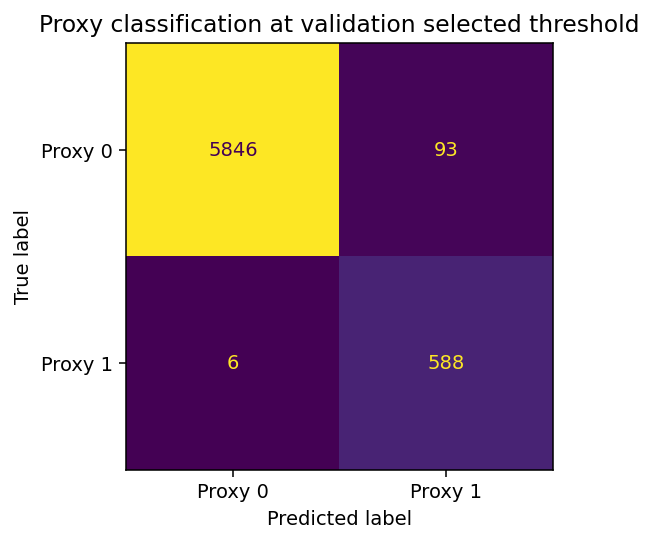 Proxy classification at validation selected threshold
True label
Proxy 0
5846
93
Proxy 1
6
588
Proxy 0
Proxy 1
Predicted label